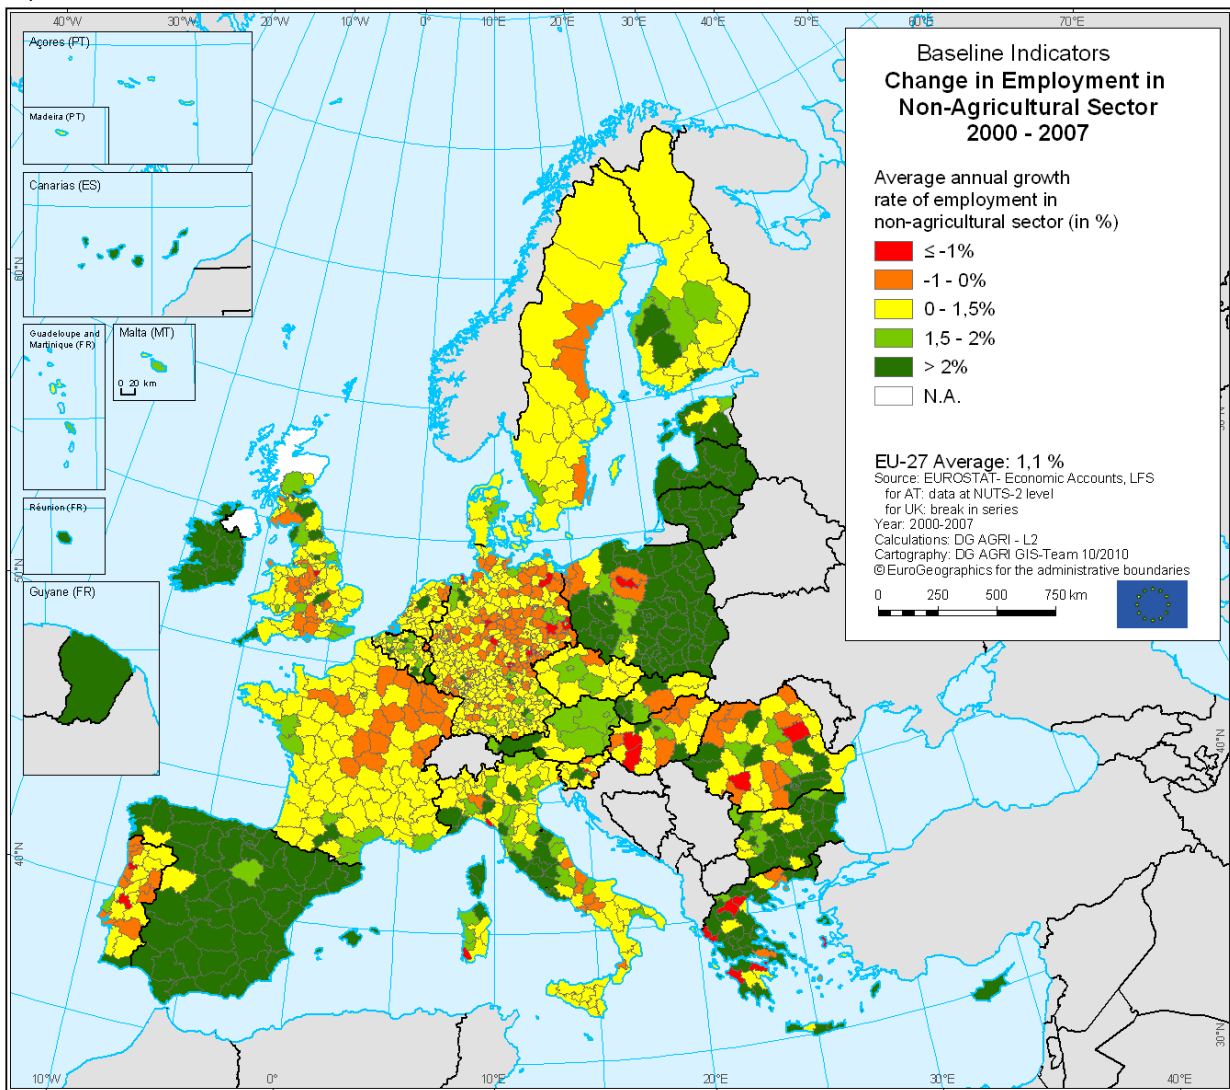 40°W
30°W
20°W
10°W
0°
10°E
20°E
30°E
40°E
50°E
60°E
70°E
Açores (PT)
Madeira (PT)
Canarias (ES)
Guadeloupe and
Martinique (FR)
Malta (MT)
0 20 km
Réunion (FR)
Guyane (FR)
Baseline Indicators
Change in Employment in
Non-Agricultural Sector
2000 - 2007
Average annual growth
rate of employment in
non-agricultural sector (in %)
≤ -1%
-1 - 0%
0 - 1,5%
1,5 - 2%
> 2%
N.A.
EU-27 Average: 1,1 %
Source: EUROSTAT- Economic Accounts, LFS
for AT: data at NUTS-2 level
for UK: break in series
Year: 2000-2007
Calculations: DG AGRI - L2
Cartography: DG AGRI GIS-Team 10/2010
© EuroGeographics for the administrative boundaries
0 250 500 750 km
60°N
50°N
40°N
40°N
30°N
10°W
0°
10°E
20°E
30°E
40°E